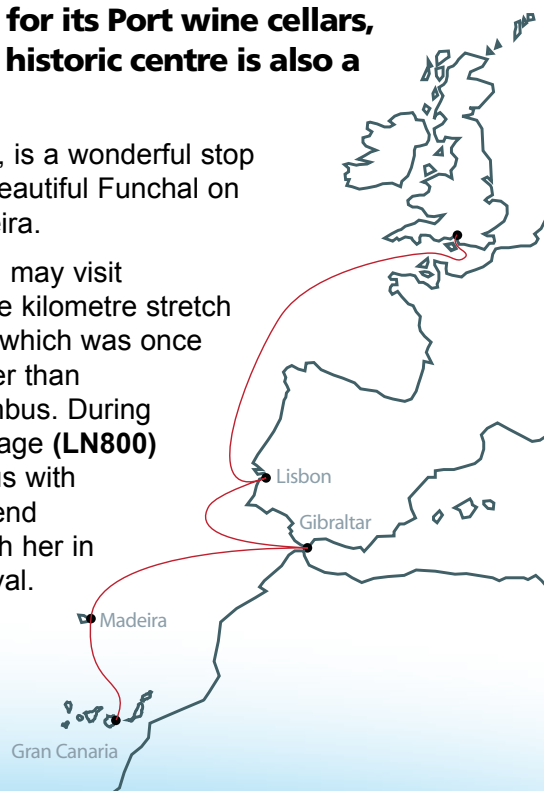 for its Port wine cellars,
historic centre is also a
, is a wonderful stop
eautiful Funchal on
ira.
may visit
e kilometre stretch
which was once
er than
nbus. During
age (LN800)
us with
end
h her in
val.
Lisbon
Gibraltar
Madeira
Gran Canaria